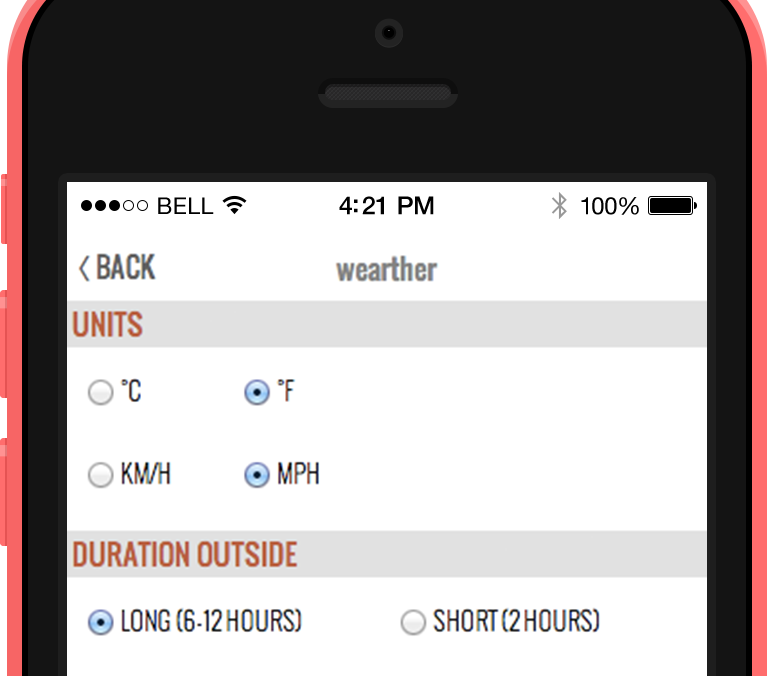 BELL 4:21 PM 100%
BACK wearther
UNITS
°C °F
KM/H MPH
DURATION OUTSIDE
LONG (6-12 HOURS) SHORT (2 HOURS)